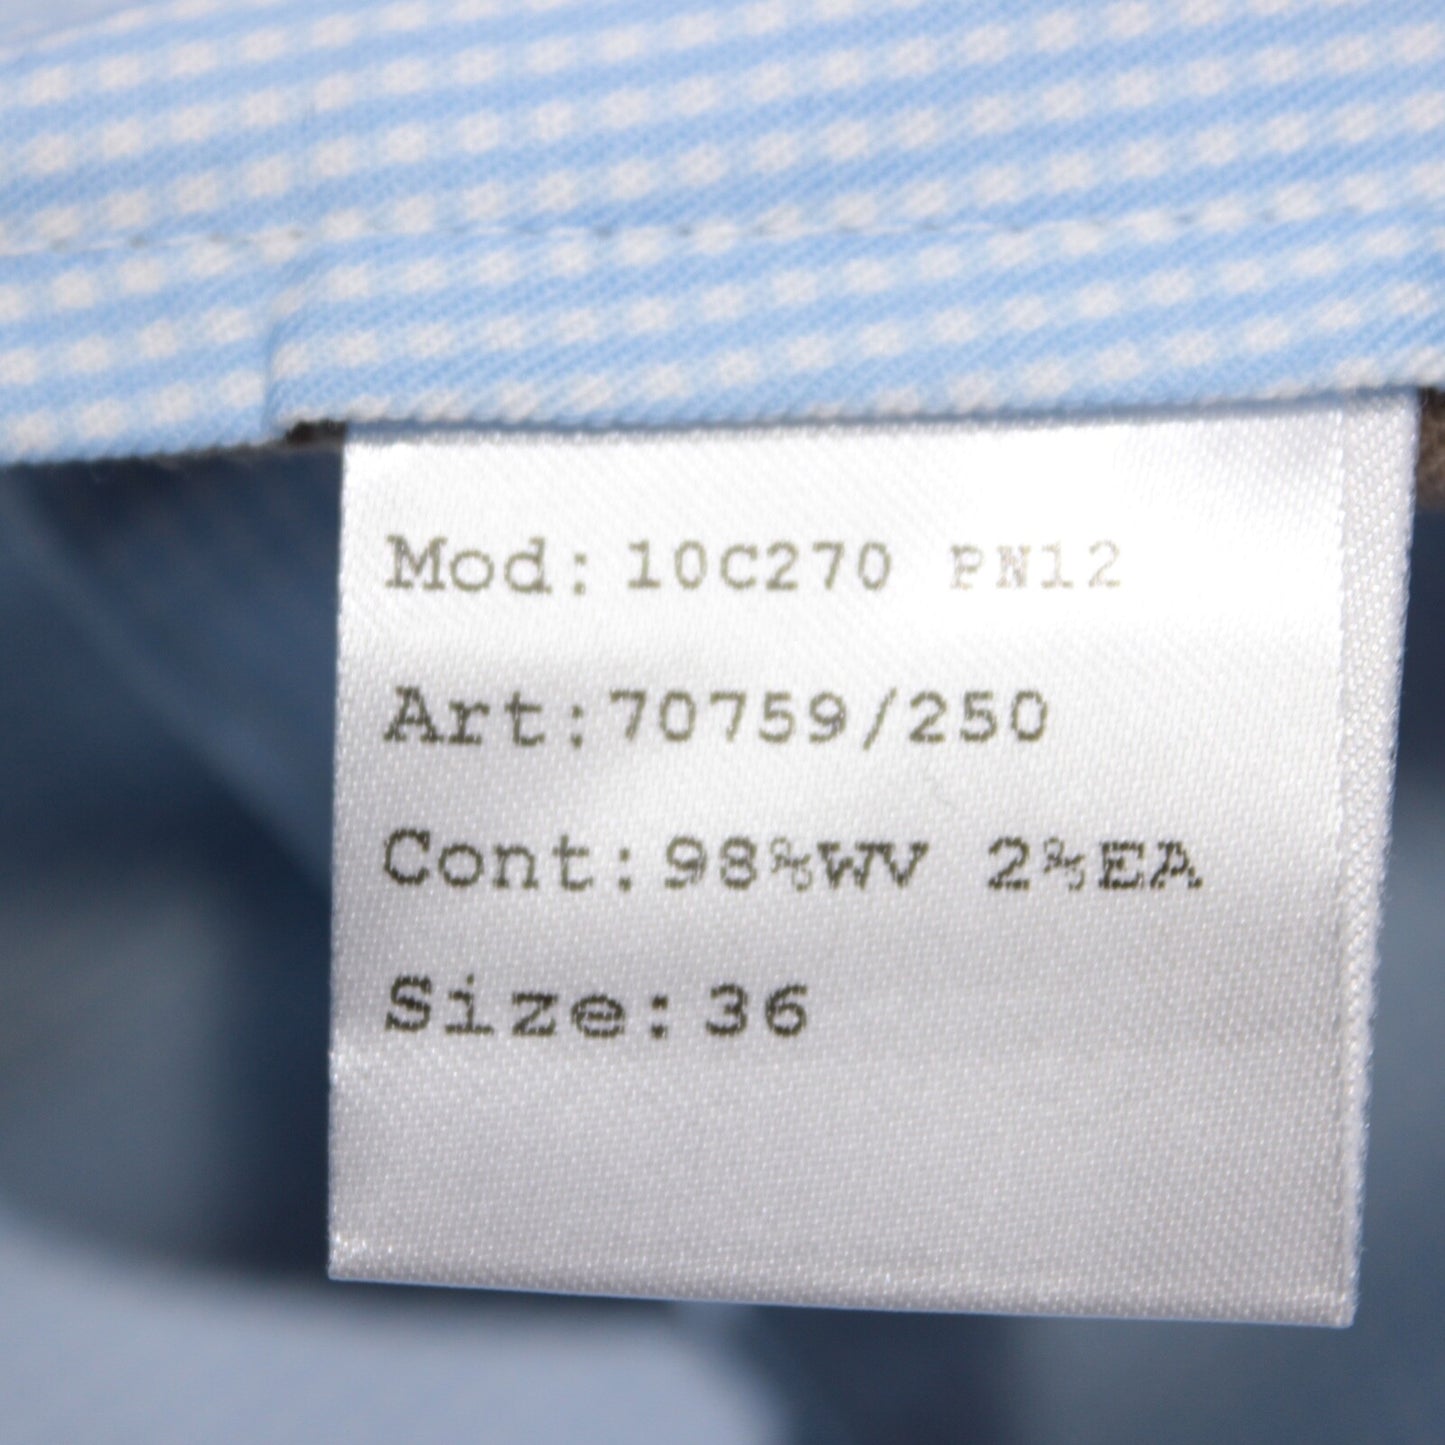 Mod: 10C270 PN12
Art:70759/250
Cont:98%WV 2%EA
Size:36